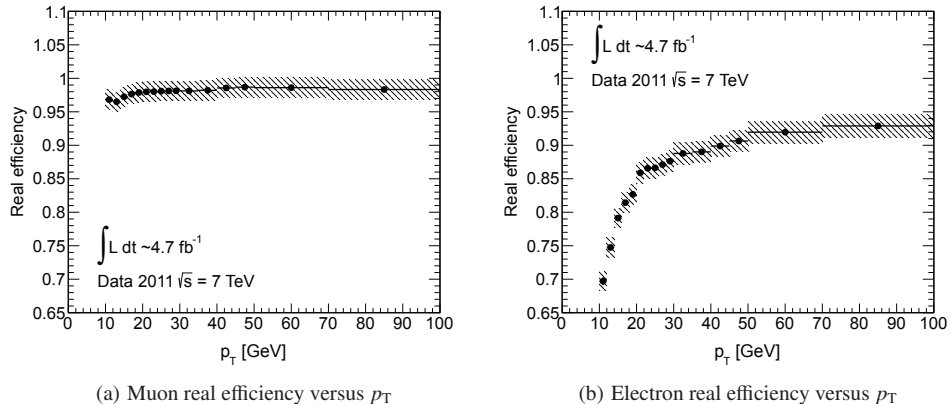 Real efficiency
1.1
1.05
1
0.95
0.9
0.85
0.8
0.75
0.7
0.65
∫ L dt ~4.7 fb⁻¹
Data 2011 √s = 7 TeV
0 10 20 30 40 50 60 70 80 90 100
p_T [GeV]
(a) Muon real efficiency versus p_T
Real efficiency
1.1
1.05
1
0.95
0.9
0.85
0.8
0.75
0.7
0.65
∫ L dt ~4.7 fb⁻¹
Data 2011 √s = 7 TeV
0 10 20 30 40 50 60 70 80 90 100
p_T [GeV]
(b) Electron real efficiency versus p_T